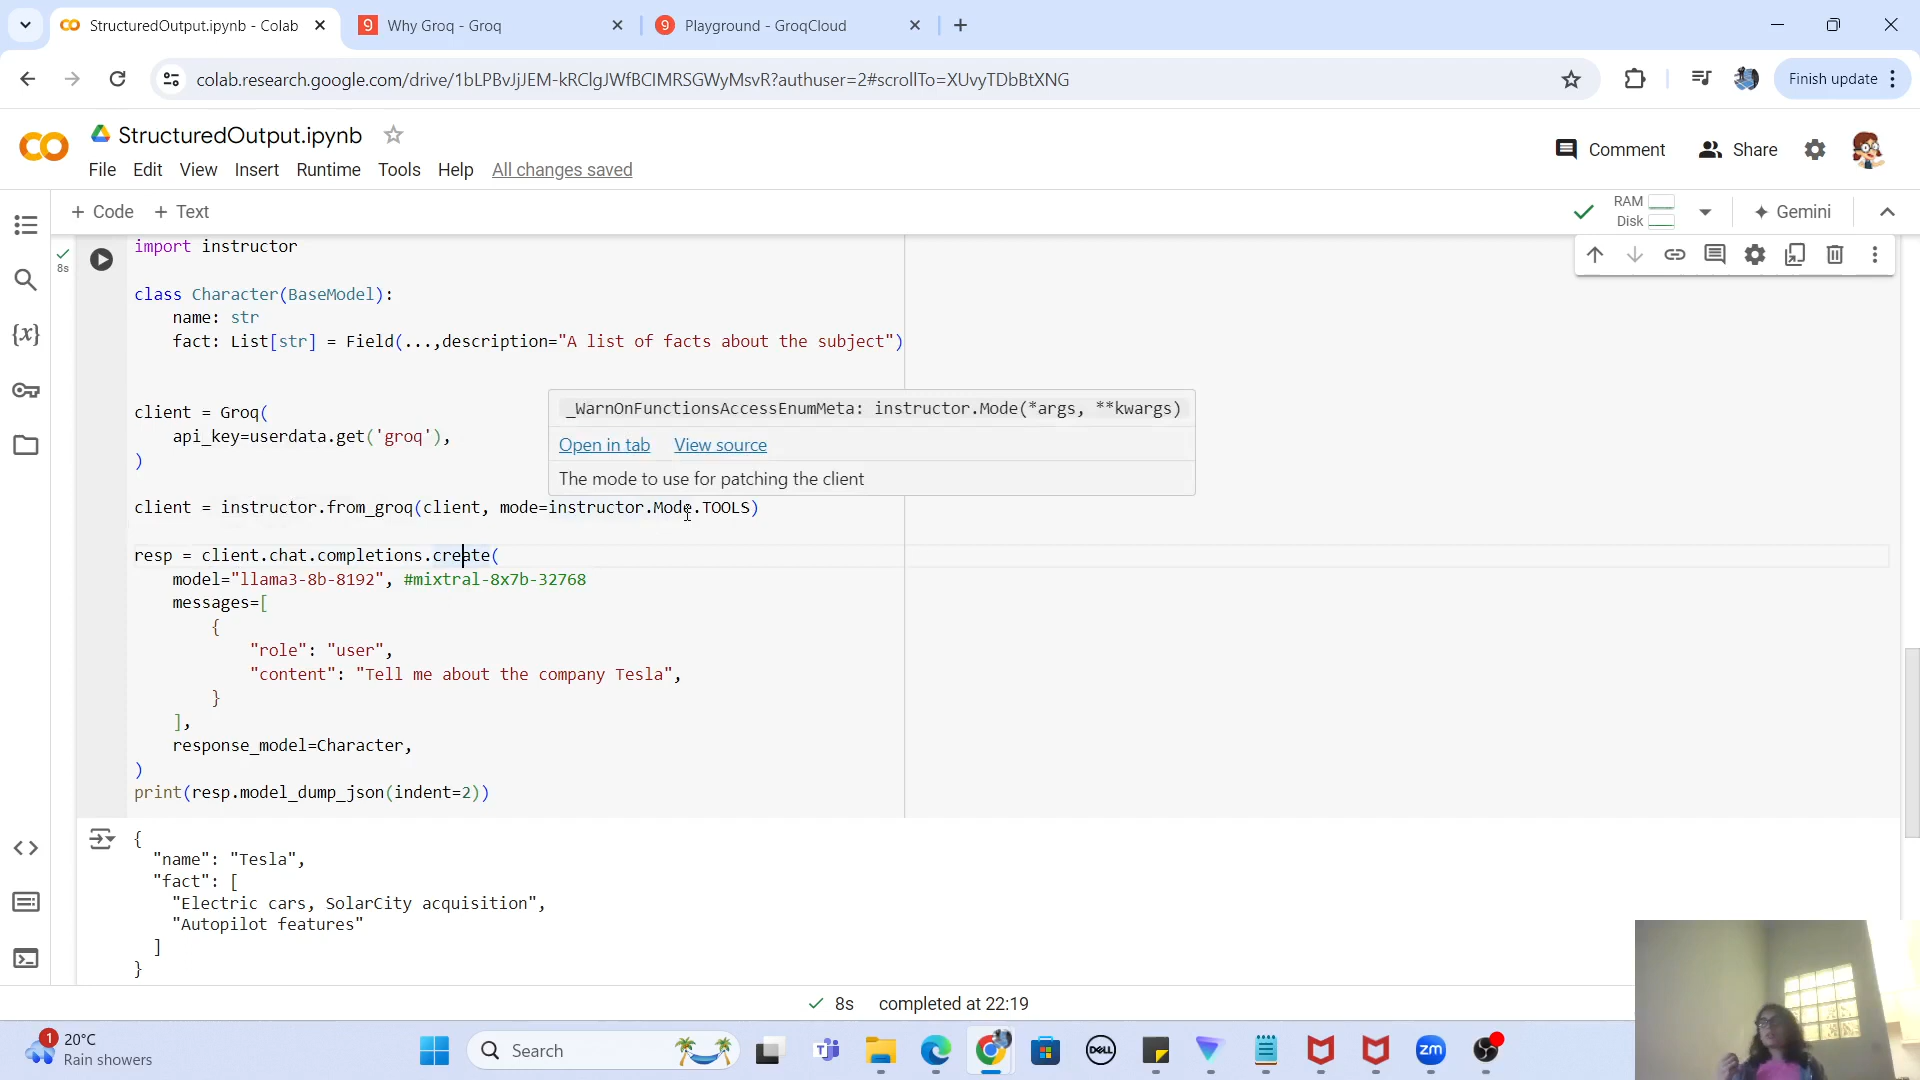 StructuredOutput.ipynb - Colab
Why Groq - Groq
Playground - GroqCloud
colab.research.google.com/drive/1bLPBvJjJEM-kRClgJWfBCIMRSGWyMsvR?authuser=2#scrollTo=XUvyTDbBtXNG
Finish update
StructuredOutput.ipynb
Comment
Share
File Edit View Insert Runtime Tools Help All changes saved
+ Code + Text
RAM
Disk
Gemini
8s
import instructor
class Character(BaseModel):
name: str
fact: List[str] = Field(...,description="A list of facts about the subject")
client = Groq(
api_key=userdata.get('groq'),
)
_WarnOnFunctionsAccessEnumMeta: instructor.Mode(*args, **kwargs)
Open in tab View source
The mode to use for patching the client
client = instructor.from_groq(client, mode=instructor.Mode.TOOLS)
resp = client.chat.completions.create(
model="llama3-8b-8192", #mixtral-8x7b-32768
messages=[
{
"role": "user",
"content": "Tell me about the company Tesla",
}
],
response_model=Character,
)
print(resp.model_dump_json(indent=2))
{
"name": "Tesla",
"fact": [
"Electric cars, SolarCity acquisition",
"Autopilot features"
]
}
8s completed at 22:19
1
20°C
Rain showers
Search
DELL
zm